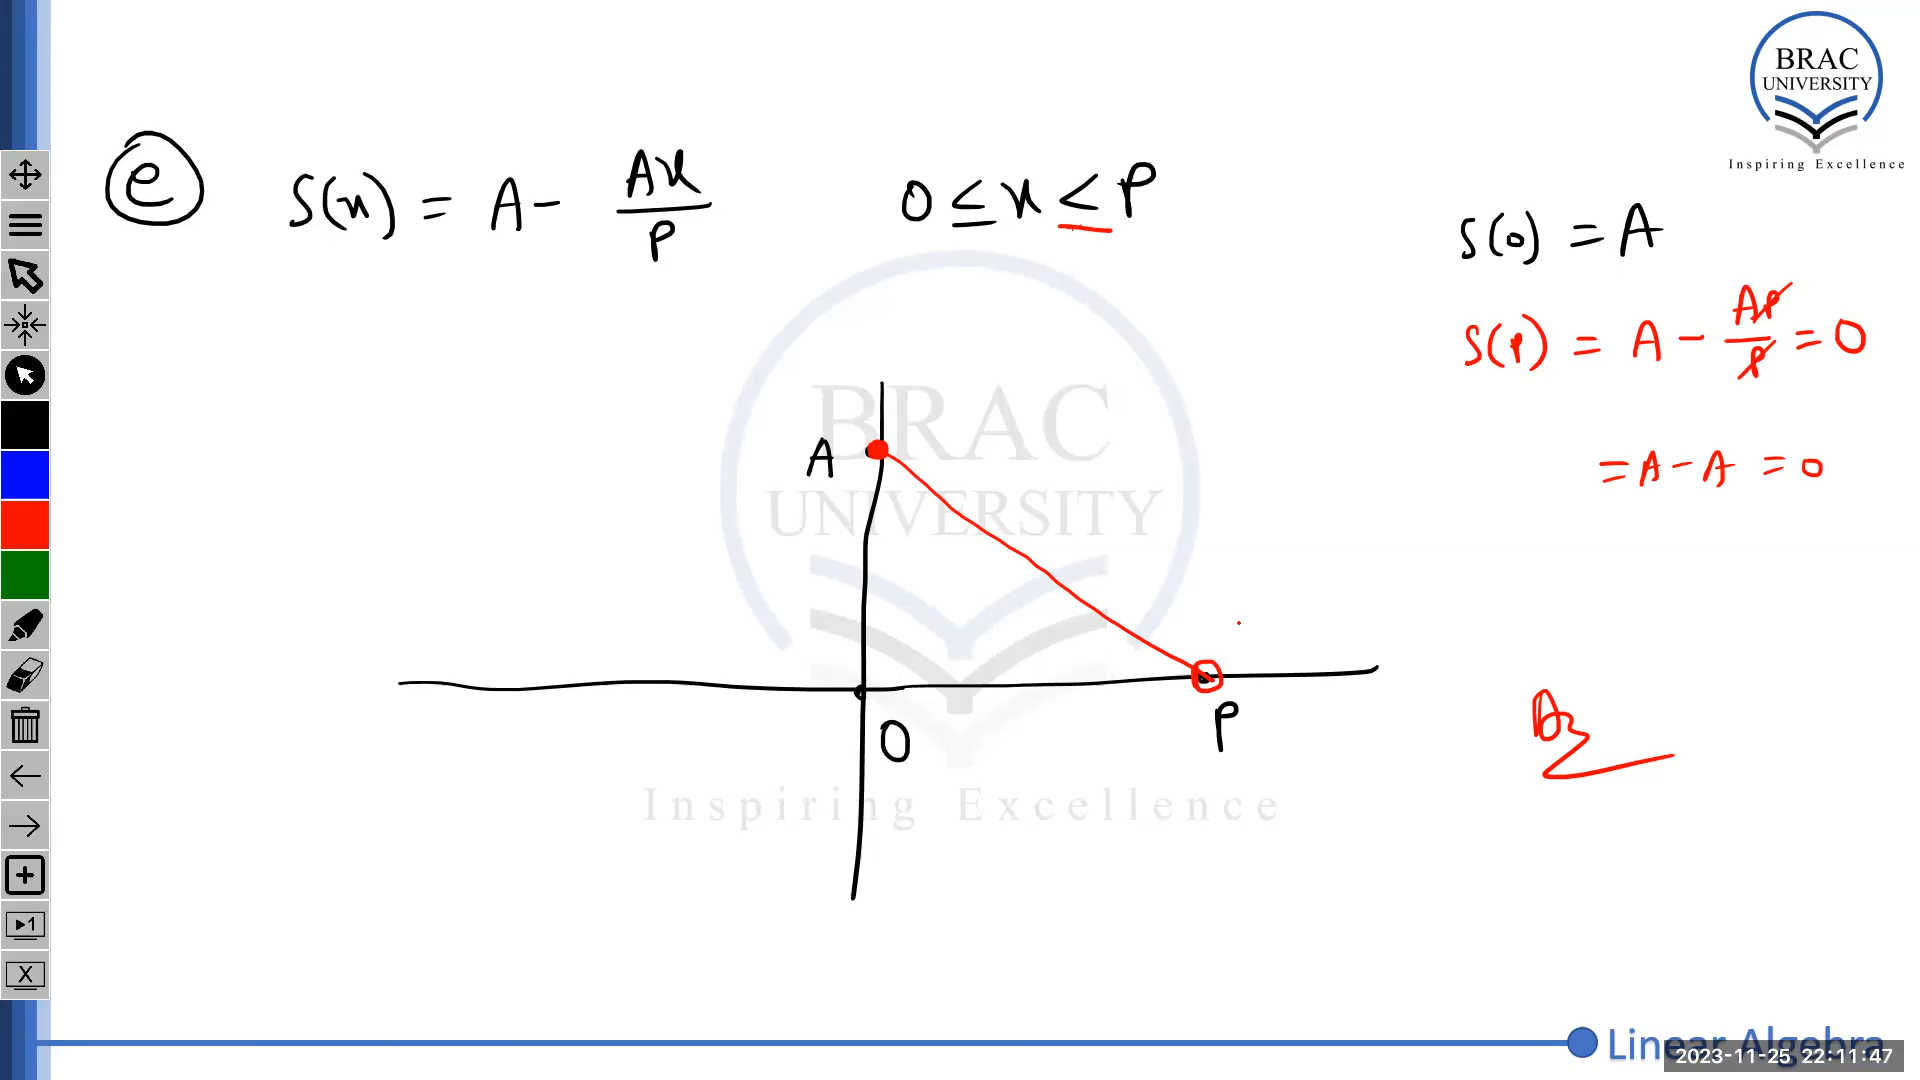 BRAC
UNIVERSITY
Inspiring Excellence
e S(x) = A - Ax/P 0 ≤ x < P
S(0) = A
S(P) = A - AP/P = 0
= A - A = 0
BRAC
UNIVERSITY
A
O
P
Inspiring Excellence
1
X
Linear Algebra
2023-11-25 22:11:47